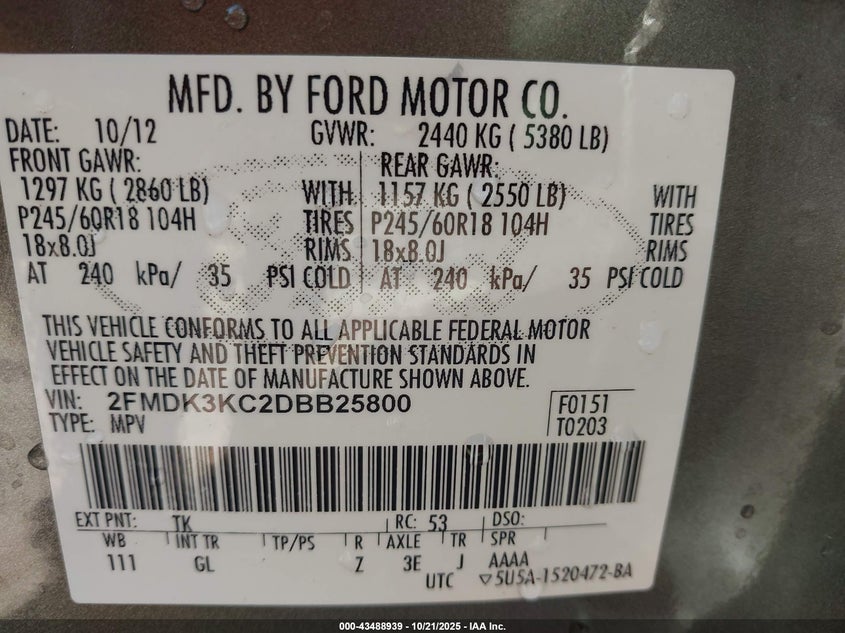 MFD. BY FORD MOTOR CO.
DATE: 10/12 GVWR: 2440 KG ( 5380 LB)
FRONT GAWR: REAR GAWR:
1297 KG ( 2860 LB) WITH 1157 KG ( 2550 LB) WITH
P245/60R18 104H TIRES P245/60R18 104H TIRES
18x8.0J RIMS 18x8.0J RIMS
AT 240 kPa/ 35 PSI COLD AT 240 kPa/ 35 PSI COLD
THIS VEHICLE CONFORMS TO ALL APPLICABLE FEDERAL MOTOR
VEHICLE SAFETY AND THEFT PREVENTION STANDARDS IN
EFFECT ON THE DATE OF MANUFACTURE SHOWN ABOVE.
VIN: 2FMDK3KC2DBB25800 F0151
TYPE: MPV T0203
EXT PNT: TK RC: 53 DSO:
WB INT TR TP/PS R AXLE TR SPR
111 GL Z 3E J AAAA
UTC ▽5U5A-1520472-BA
000-43488939 - 10/21/2025 - IAA Inc.